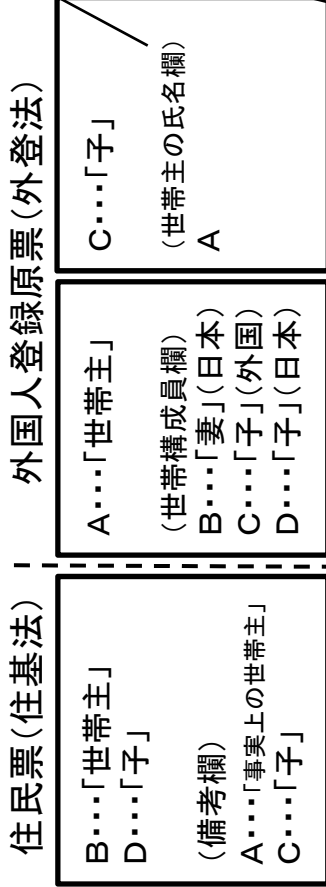 住民票(住基法)
B・・・「世帯主」
D・・・「子」
(備考欄)
A・・・「事実上の世帯主」
C・・・「子」
外国人登録原票(外登法)
A・・・「世帯主」
(世帯構成員欄)
B・・・「妻」(日本)
C・・・「子」(外国)
D・・・「子」(日本)
C・・・「子」
(世帯主の氏名欄)
A